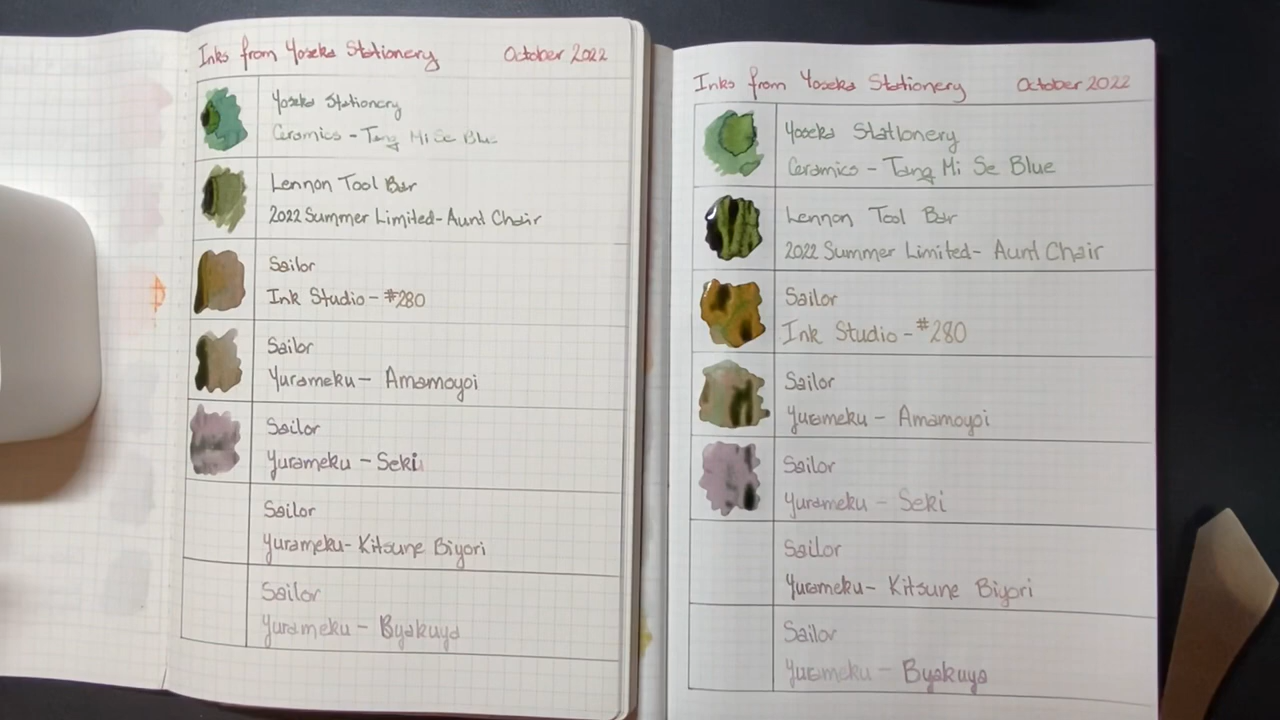 Inks from Yoseka Stationery October 2022
Yoseka Stationery
Ceramics - Tang Mi Se Blue
Lennon Tool Bar
2022 Summer Limited- Aunt Chair
Sailor
Ink Studio - #280
Sailor
Yurameku - Amamoyoi
Sailor
Yurameku - Seki
Sailor
Yurameku- Kitsune Biyori
Sailor
Yurameku - Byakuya
Inks from Yoseka Stationery October 2022
Yoseka Stationery
Ceramics - Tang Mi Se Blue
Lennon Tool Bar
2022 Summer Limited- Aunt Chair
Sailor
Ink Studio - #280
Sailor
Yurameku - Amamoyoi
Sailor
Yurameku - Seki
Sailor
Yurameku- Kitsune Biyori
Sailor
Yurameku - Byakuya